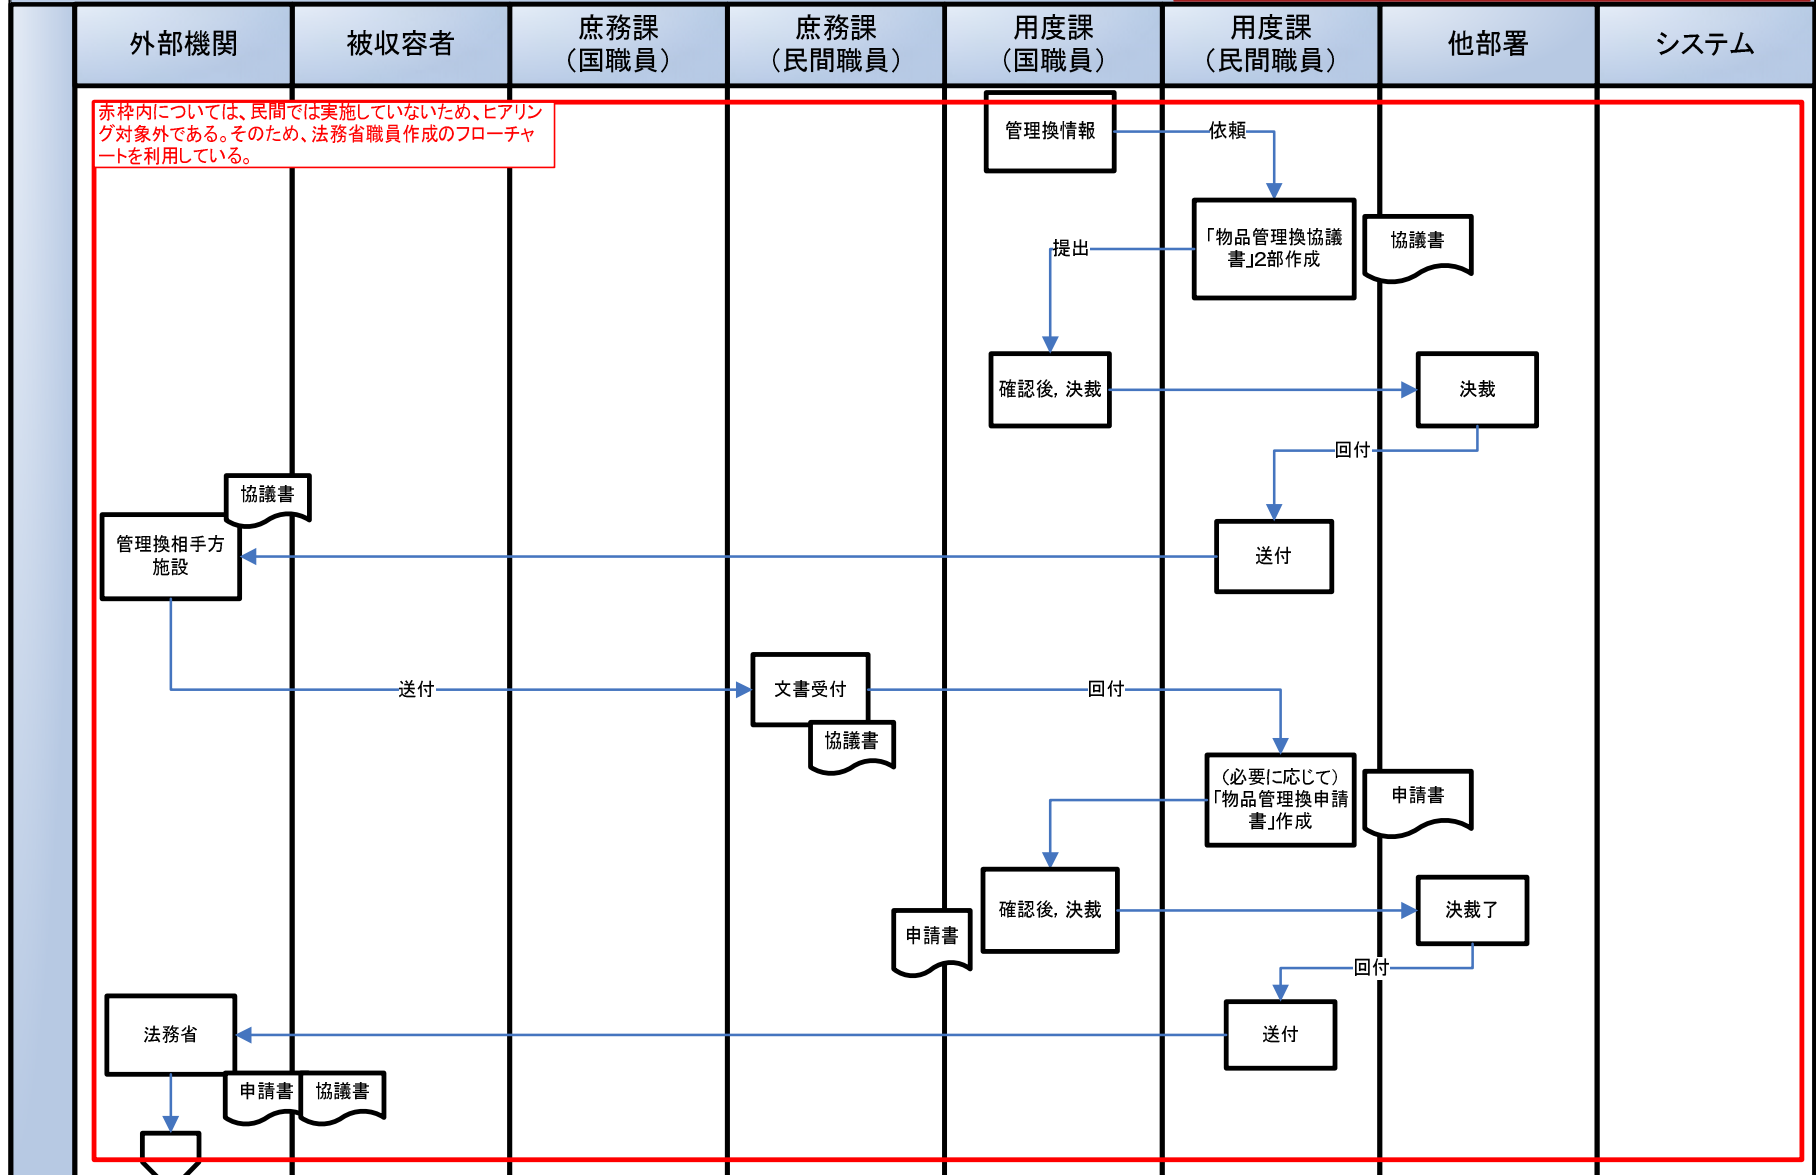 外部機関
被収容者
庶務課
（国職員）
庶務課
（民間職員）
用度課
（国職員）
用度課
（民間職員）
他部署
システム
赤枠内については、民間では実施していないため、ヒアリン
グ対象外である。そのため、法務省職員作成のフローチャ
ートを利用している。
管理換情報
依頼
「物品管理換協議
書」2部作成
協議書
提出
確認後，決裁
決裁
回付
協議書
管理換相手方
施設
送付
送付
文書受付
回付
協議書
（必要に応じて）
「物品管理換申請
書」作成
申請書
確認後，決裁
決裁了
申請書
回付
法務省
送付
申請書
協議書